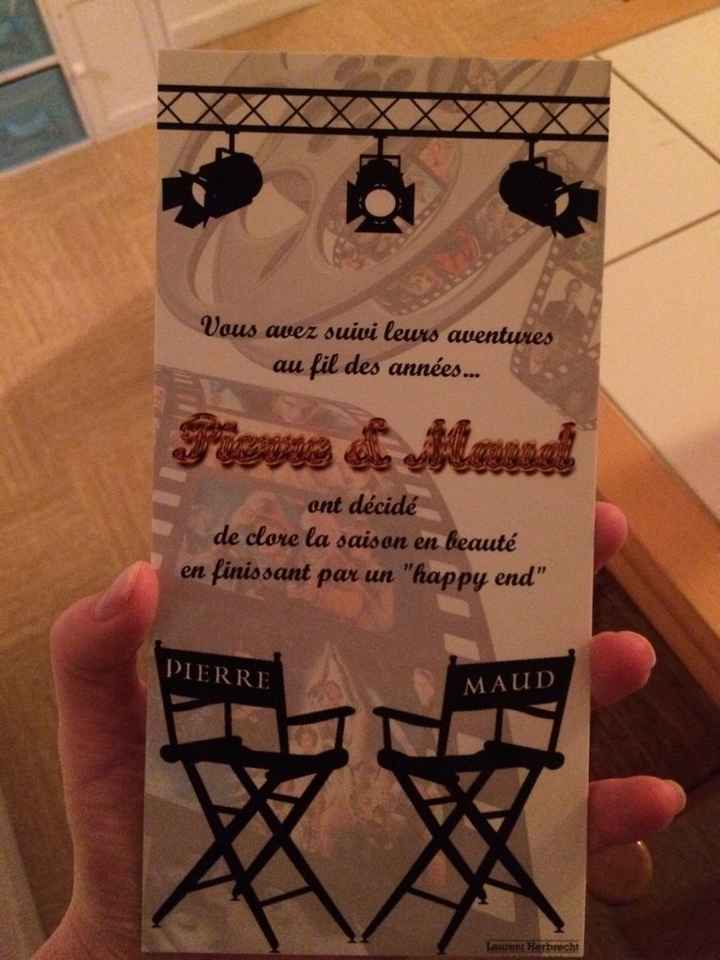 Vous avez suivi leurs aventures
au fil des années...
Pierre & Maud
ont décidé
de clore la saison en beauté
en finissant par un "happy end"
PIERRE
MAUD
Laurent Herbrecht